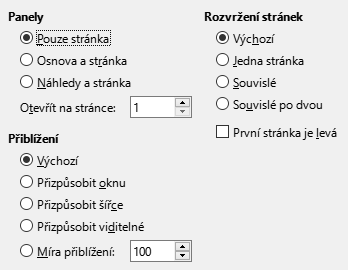 Panely
Pouze stránka
Osnova a stránka
Náhledy a stránka
Otevřít na stránce: 1
Přiblížení
Výchozí
Přizpůsobit oknu
Přizpůsobit šířce
Přizpůsobit viditelné
Míra přiblížení: 100
Rozvržení stránek
Výchozí
Jedna stránka
Souvislé
Souvislé po dvou
První stránka je levá